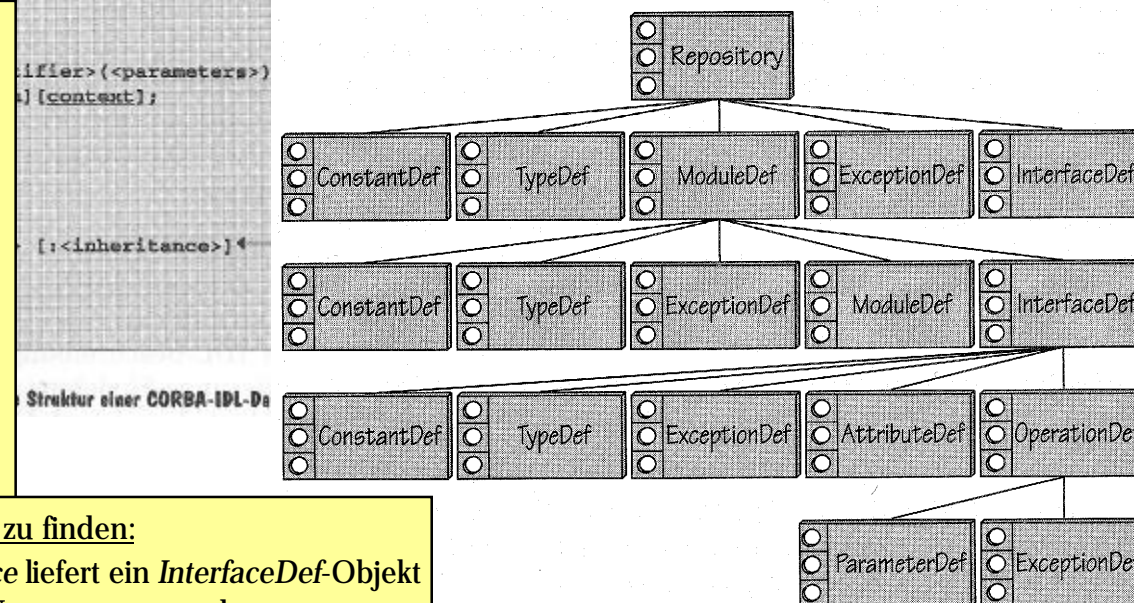 ifier>(<parameters>)
[context];
[:<inheritance>]
Struktur einer CORBA-IDL-Da
Repository
ConstantDef
TypeDef
ModuleDef
ExceptionDef
InterfaceDef
ConstantDef
TypeDef
ExceptionDef
ModuleDef
InterfaceDef
ConstantDef
TypeDef
ExceptionDef
AttributeDef
OperationDe
ParameterDef
ExceptionDe
zu finden:
liefert ein InterfaceDef-Objekt